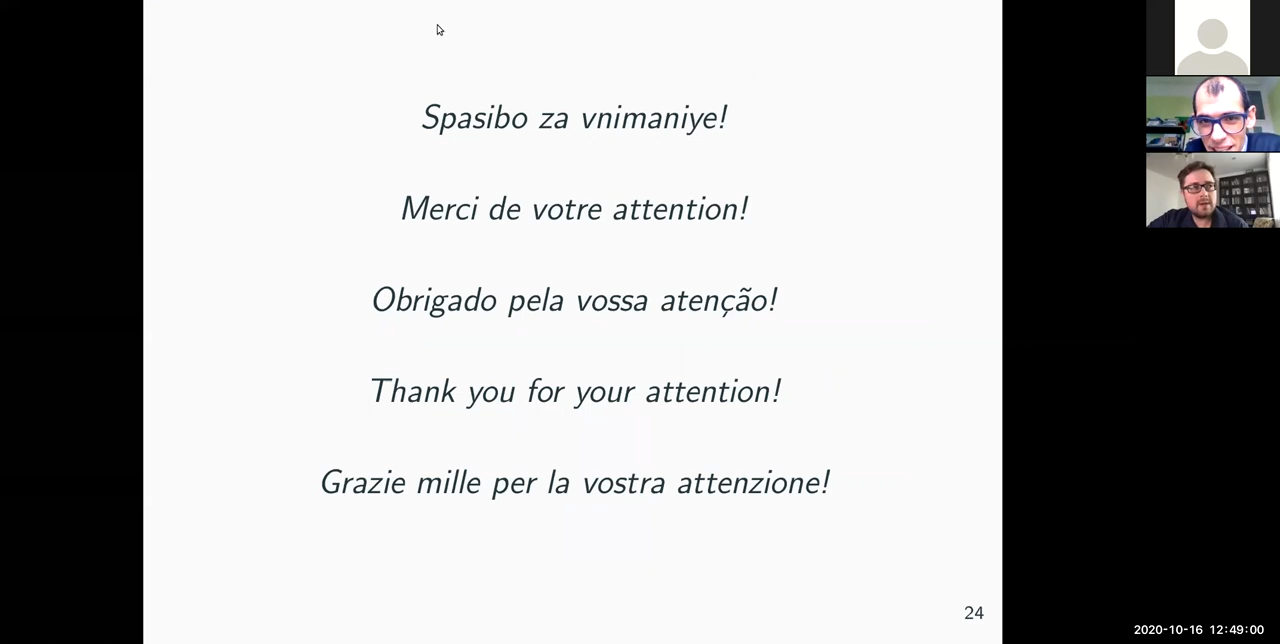 Spasibo za vnimaniye!
Merci de votre attention!
Obrigado pela vossa atenção!
Thank you for your attention!
Grazie mille per la vostra attenzione!
24
2020-10-16 12:49:00